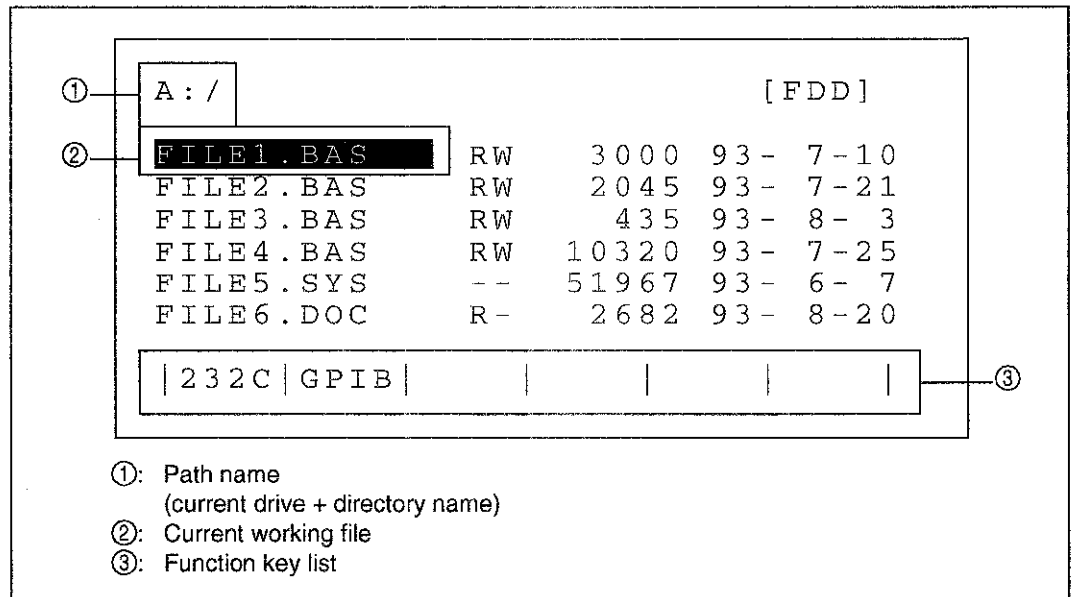 ① A:/ [FDD]
② FILE1.BAS RW 3000 93- 7-10
FILE2.BAS RW 2045 93- 7-21
FILE3.BAS RW 435 93- 8- 3
FILE4.BAS RW 10320 93- 7-25
FILE5.SYS -- 51967 93- 6- 7
FILE6.DOC R- 2682 93- 8-20
|232C|GPIB| | | | | ③
①: Path name
(current drive + directory name)
②: Current working file
③: Function key list